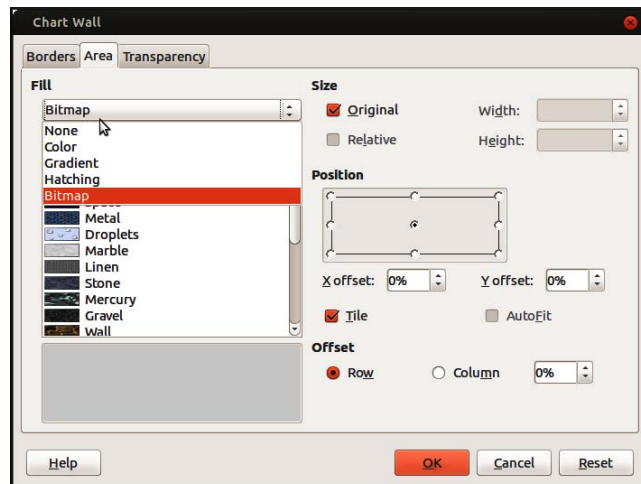 Chart Wall
Borders Area Transparency
Fill
Bitmap
None
Color
Gradient
Hatching
Bitmap
Metal
Droplets
Marble
Linen
Stone
Mercury
Gravel
Wall
Size
Original Width:
Relative Height:
Position
X offset: 0% Y offset: 0%
Tile AutoFit
Offset
Row Column 0%
Help OK Cancel Reset